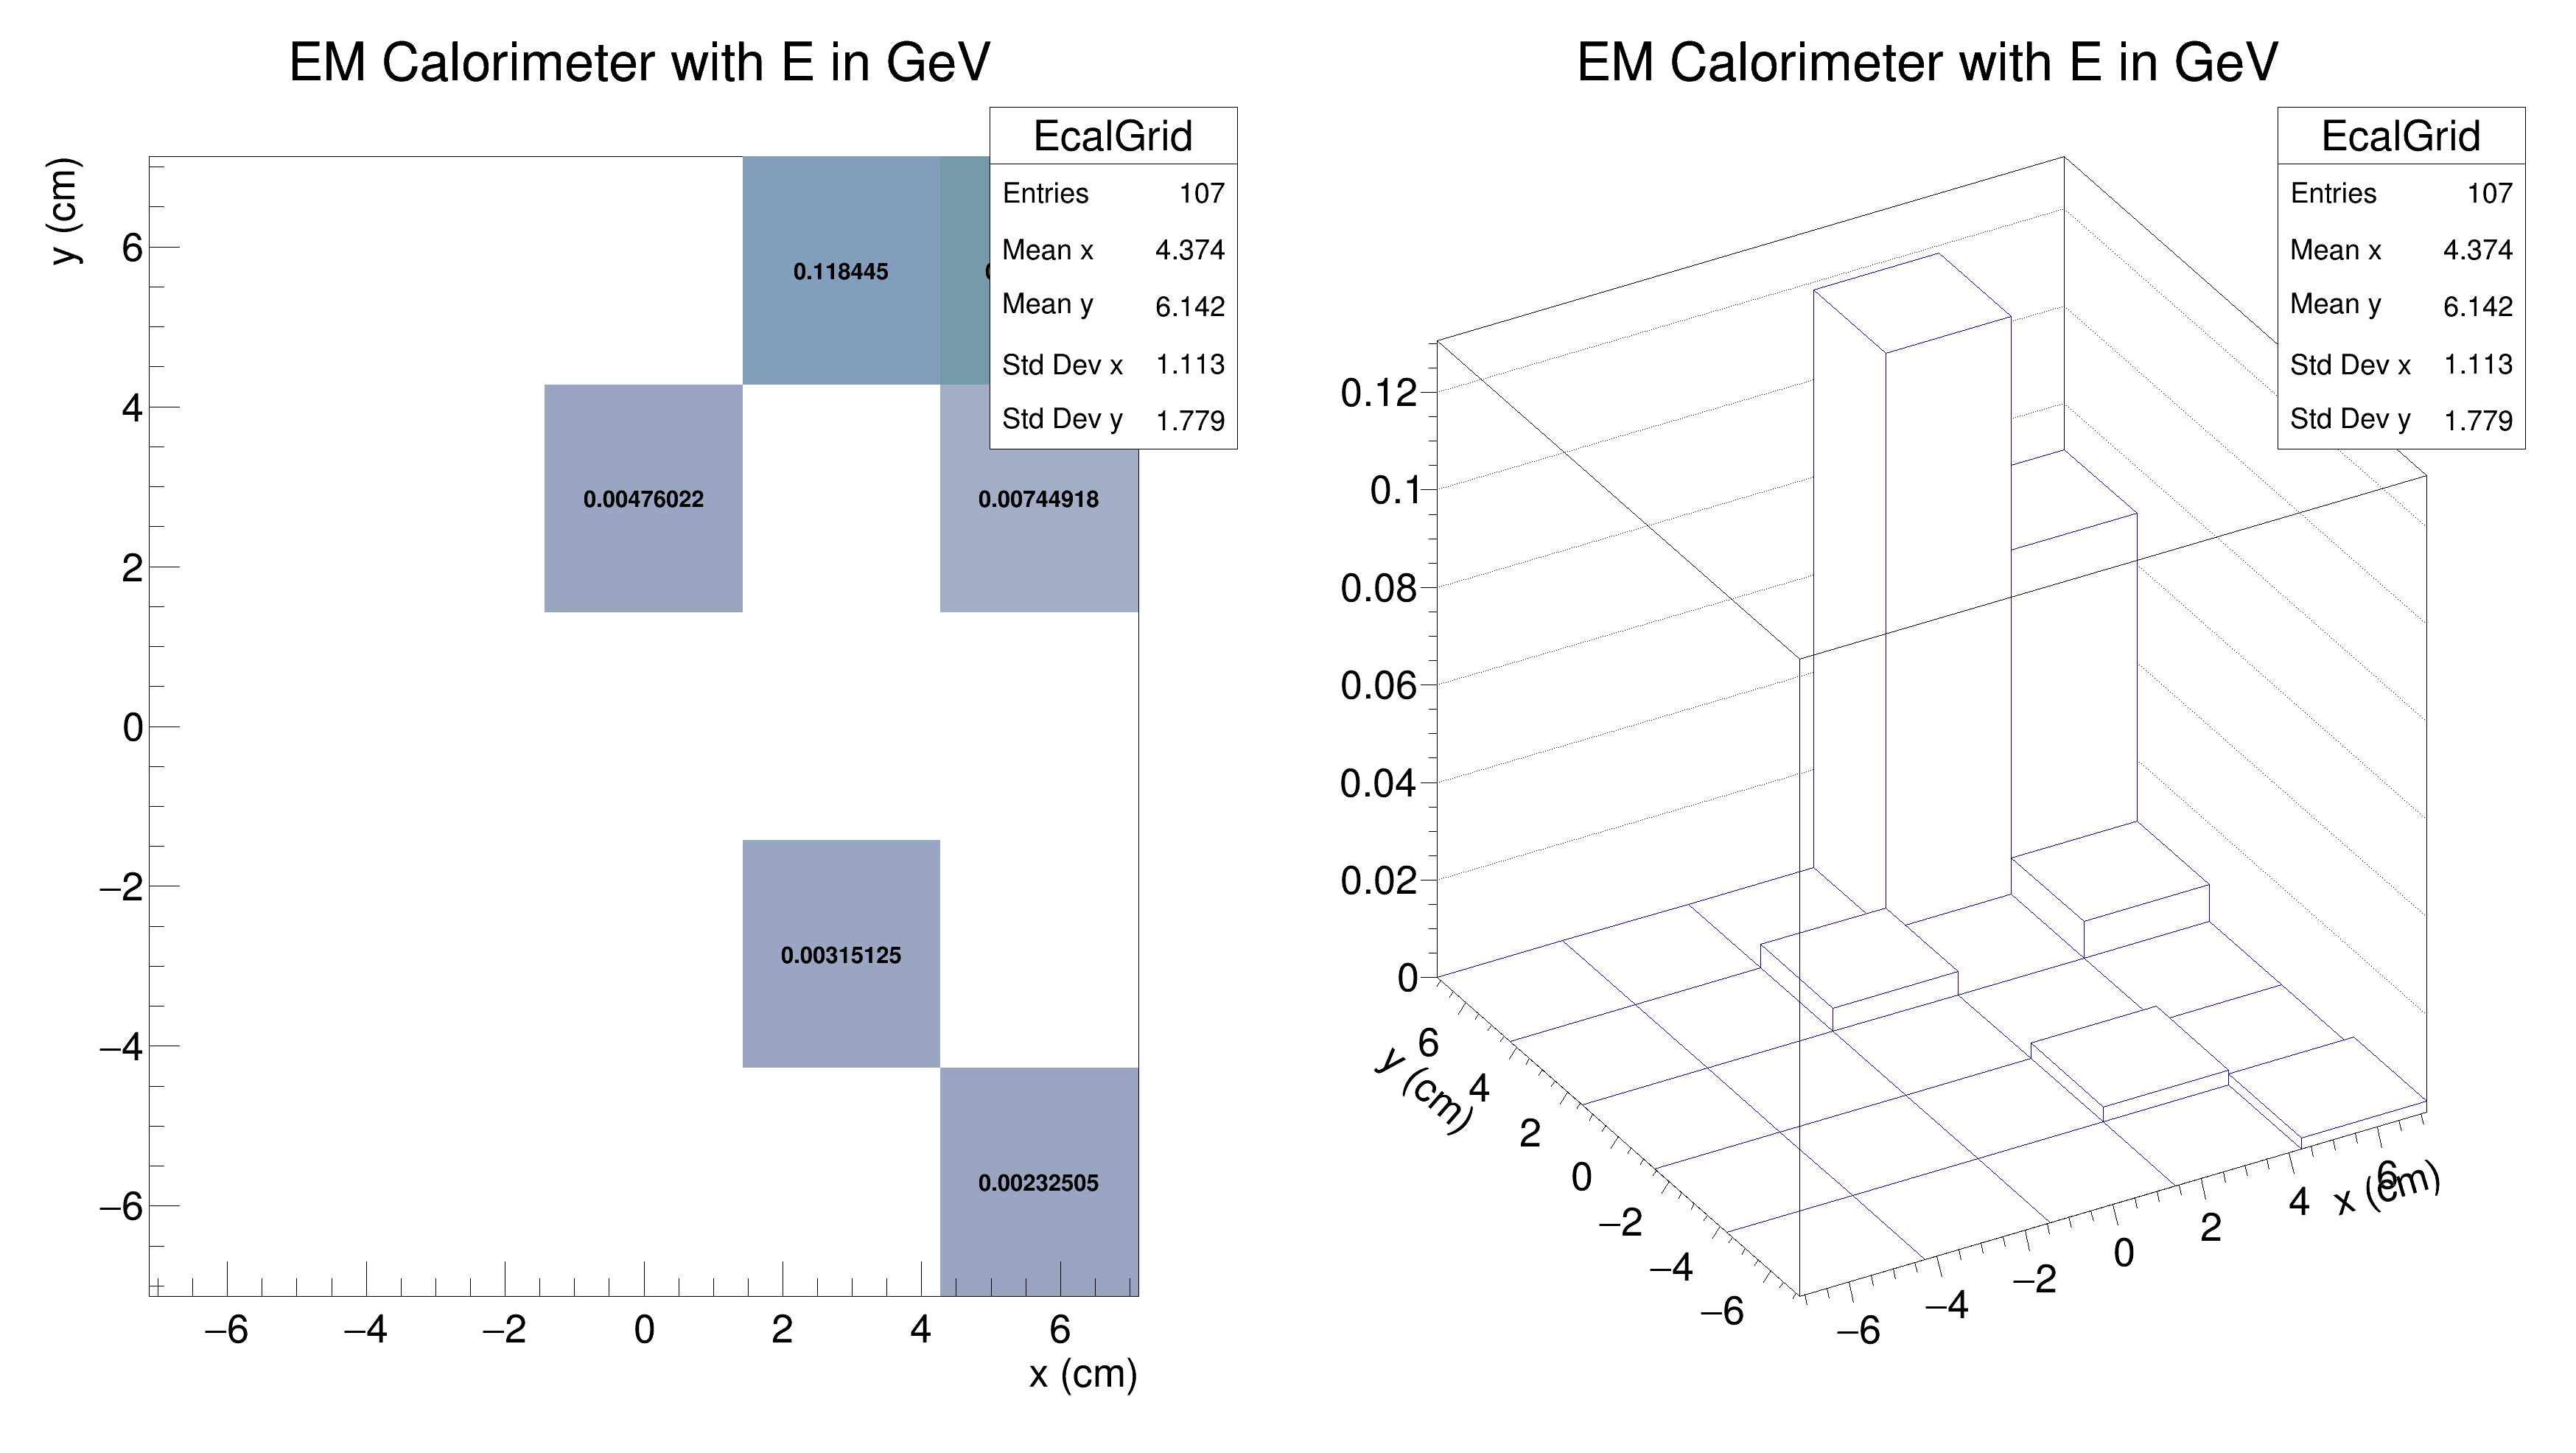 EM Calorimeter with E in GeV
EcalGrid
Entries 107
Mean x 4.374
Mean y 6.142
Std Dev x 1.113
Std Dev y 1.779
y (cm)
6
4
2
0
−2
−4
−6
0.118445
0.00476022
0.00744918
0.00315125
0.00232505
−6 −4 −2 0 2 4 6
x (cm)
EM Calorimeter with E in GeV
EcalGrid
Entries 107
Mean x 4.374
Mean y 6.142
Std Dev x 1.113
Std Dev y 1.779
0.12
0.1
0.08
0.06
0.04
0.02
0
6
4
2
0
−2
−4
−6
y (cm)
−6 −4 −2 0 2 4 6
x (cm)